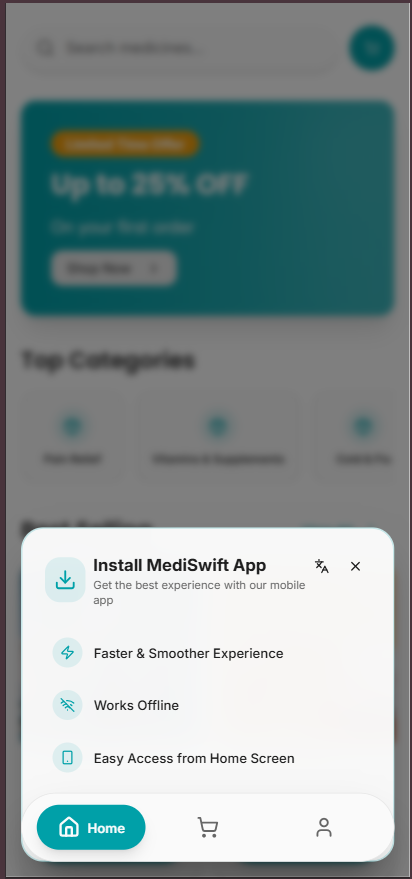 Search medicines...
Limited Time Offer
Up to 25% OFF
On your first order
Shop Now
Top Categories
Pain Relief
Vitamins & Supplements
Best Selling
Install MediSwift App
Get the best experience with our mobile
app
Faster & Smoother Experience
Works Offline
Easy Access from Home Screen
Home